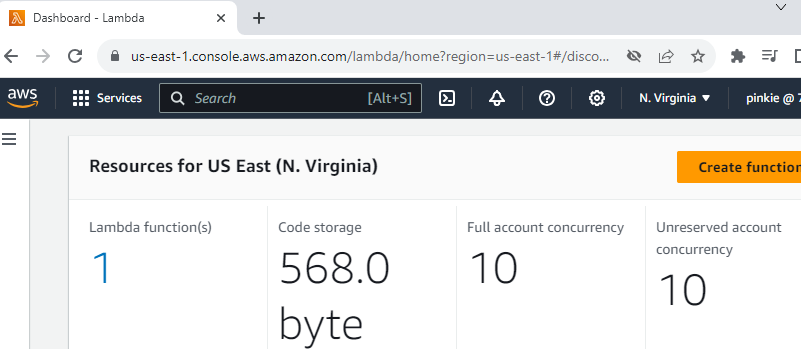 Dashboard - Lambda
us-east-1.console.aws.amazon.com/lambda/home?region=us-east-1#/disco...
aws
Services
Search
[Alt+S]
N. Virginia
pinkie @
Resources for US East (N. Virginia)
Create function
Lambda function(s)
1
Code storage
568.0
byte
Full account concurrency
10
Unreserved account
concurrency
10